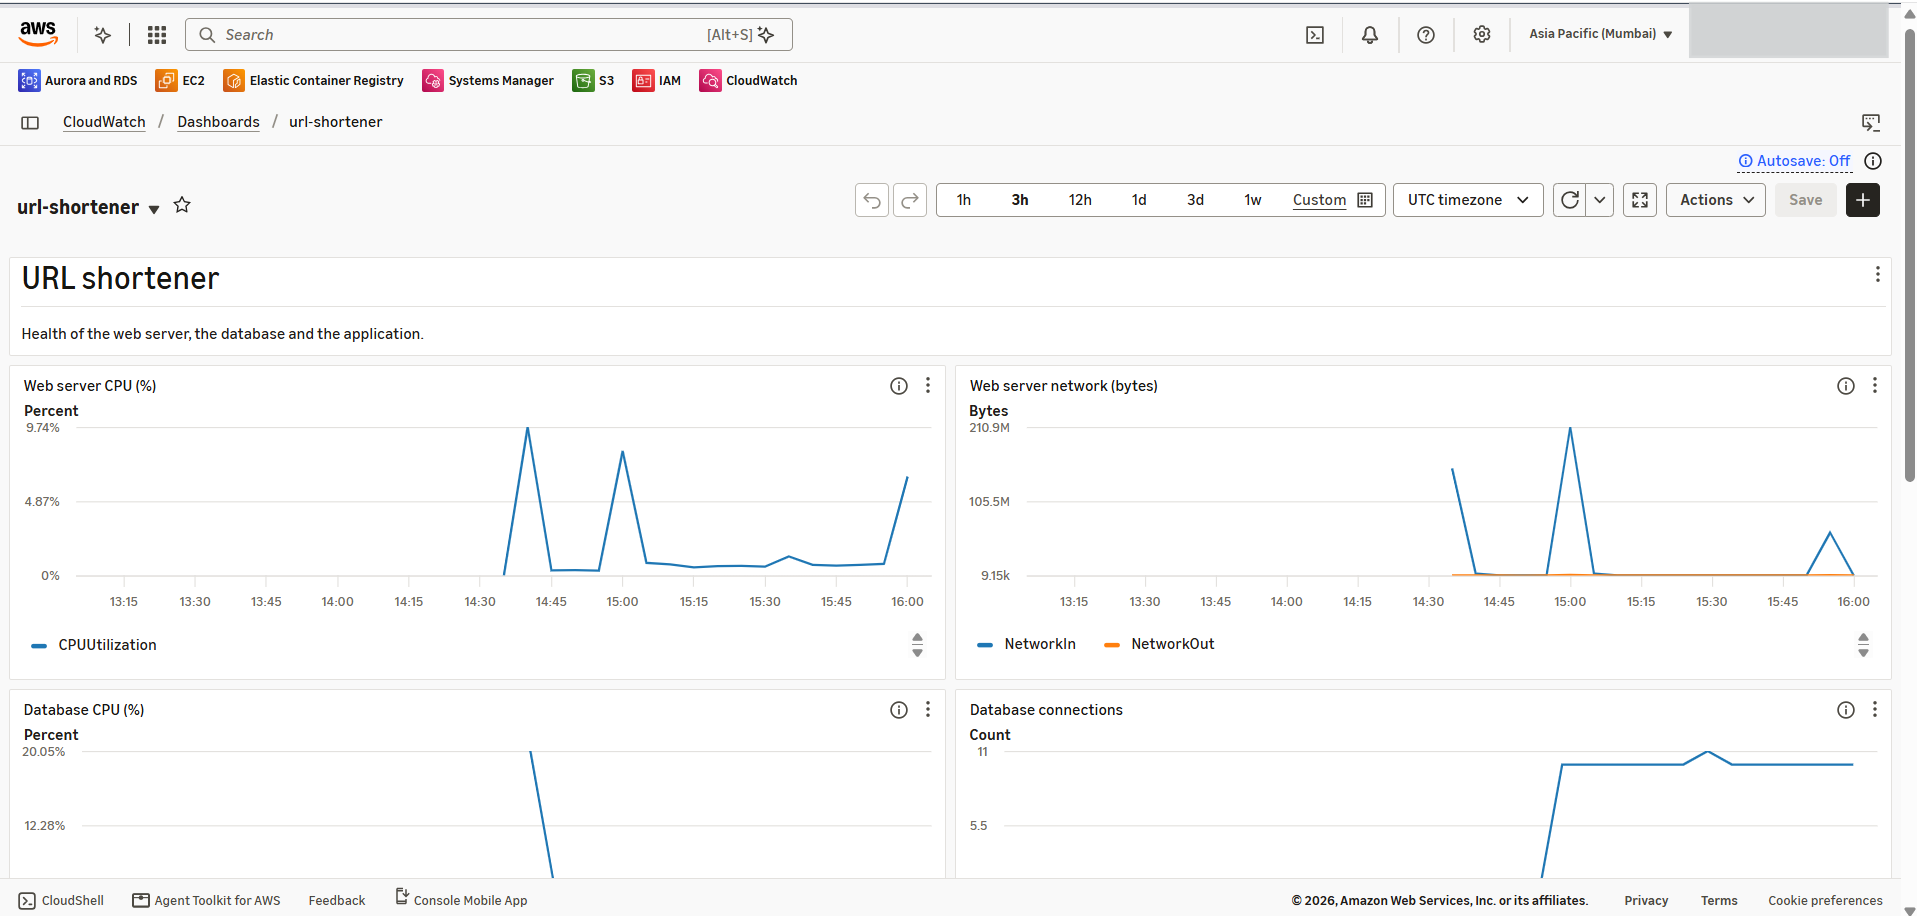 aws
Search [Alt+S]
Asia Pacific (Mumbai)
Aurora and RDS EC2 Elastic Container Registry Systems Manager S3 IAM CloudWatch
CloudWatch / Dashboards / url-shortener
Autosave: Off
url-shortener
1h 3h 12h 1d 3d 1w Custom UTC timezone Actions Save
URL shortener
Health of the web server, the database and the application.
Web server CPU (%)
Percent
9.74%
4.87%
0%
13:15 13:30 13:45 14:00 14:15 14:30 14:45 15:00 15:15 15:30 15:45 16:00
CPUUtilization
Web server network (bytes)
Bytes
210.9M
105.5M
9.15k
13:15 13:30 13:45 14:00 14:15 14:30 14:45 15:00 15:15 15:30 15:45 16:00
NetworkIn NetworkOut
Database CPU (%)
Percent
20.05%
12.28%
Database connections
Count
11
5.5
CloudShell Agent Toolkit for AWS Feedback Console Mobile App © 2026, Amazon Web Services, Inc. or its affiliates. Privacy Terms Cookie preferences